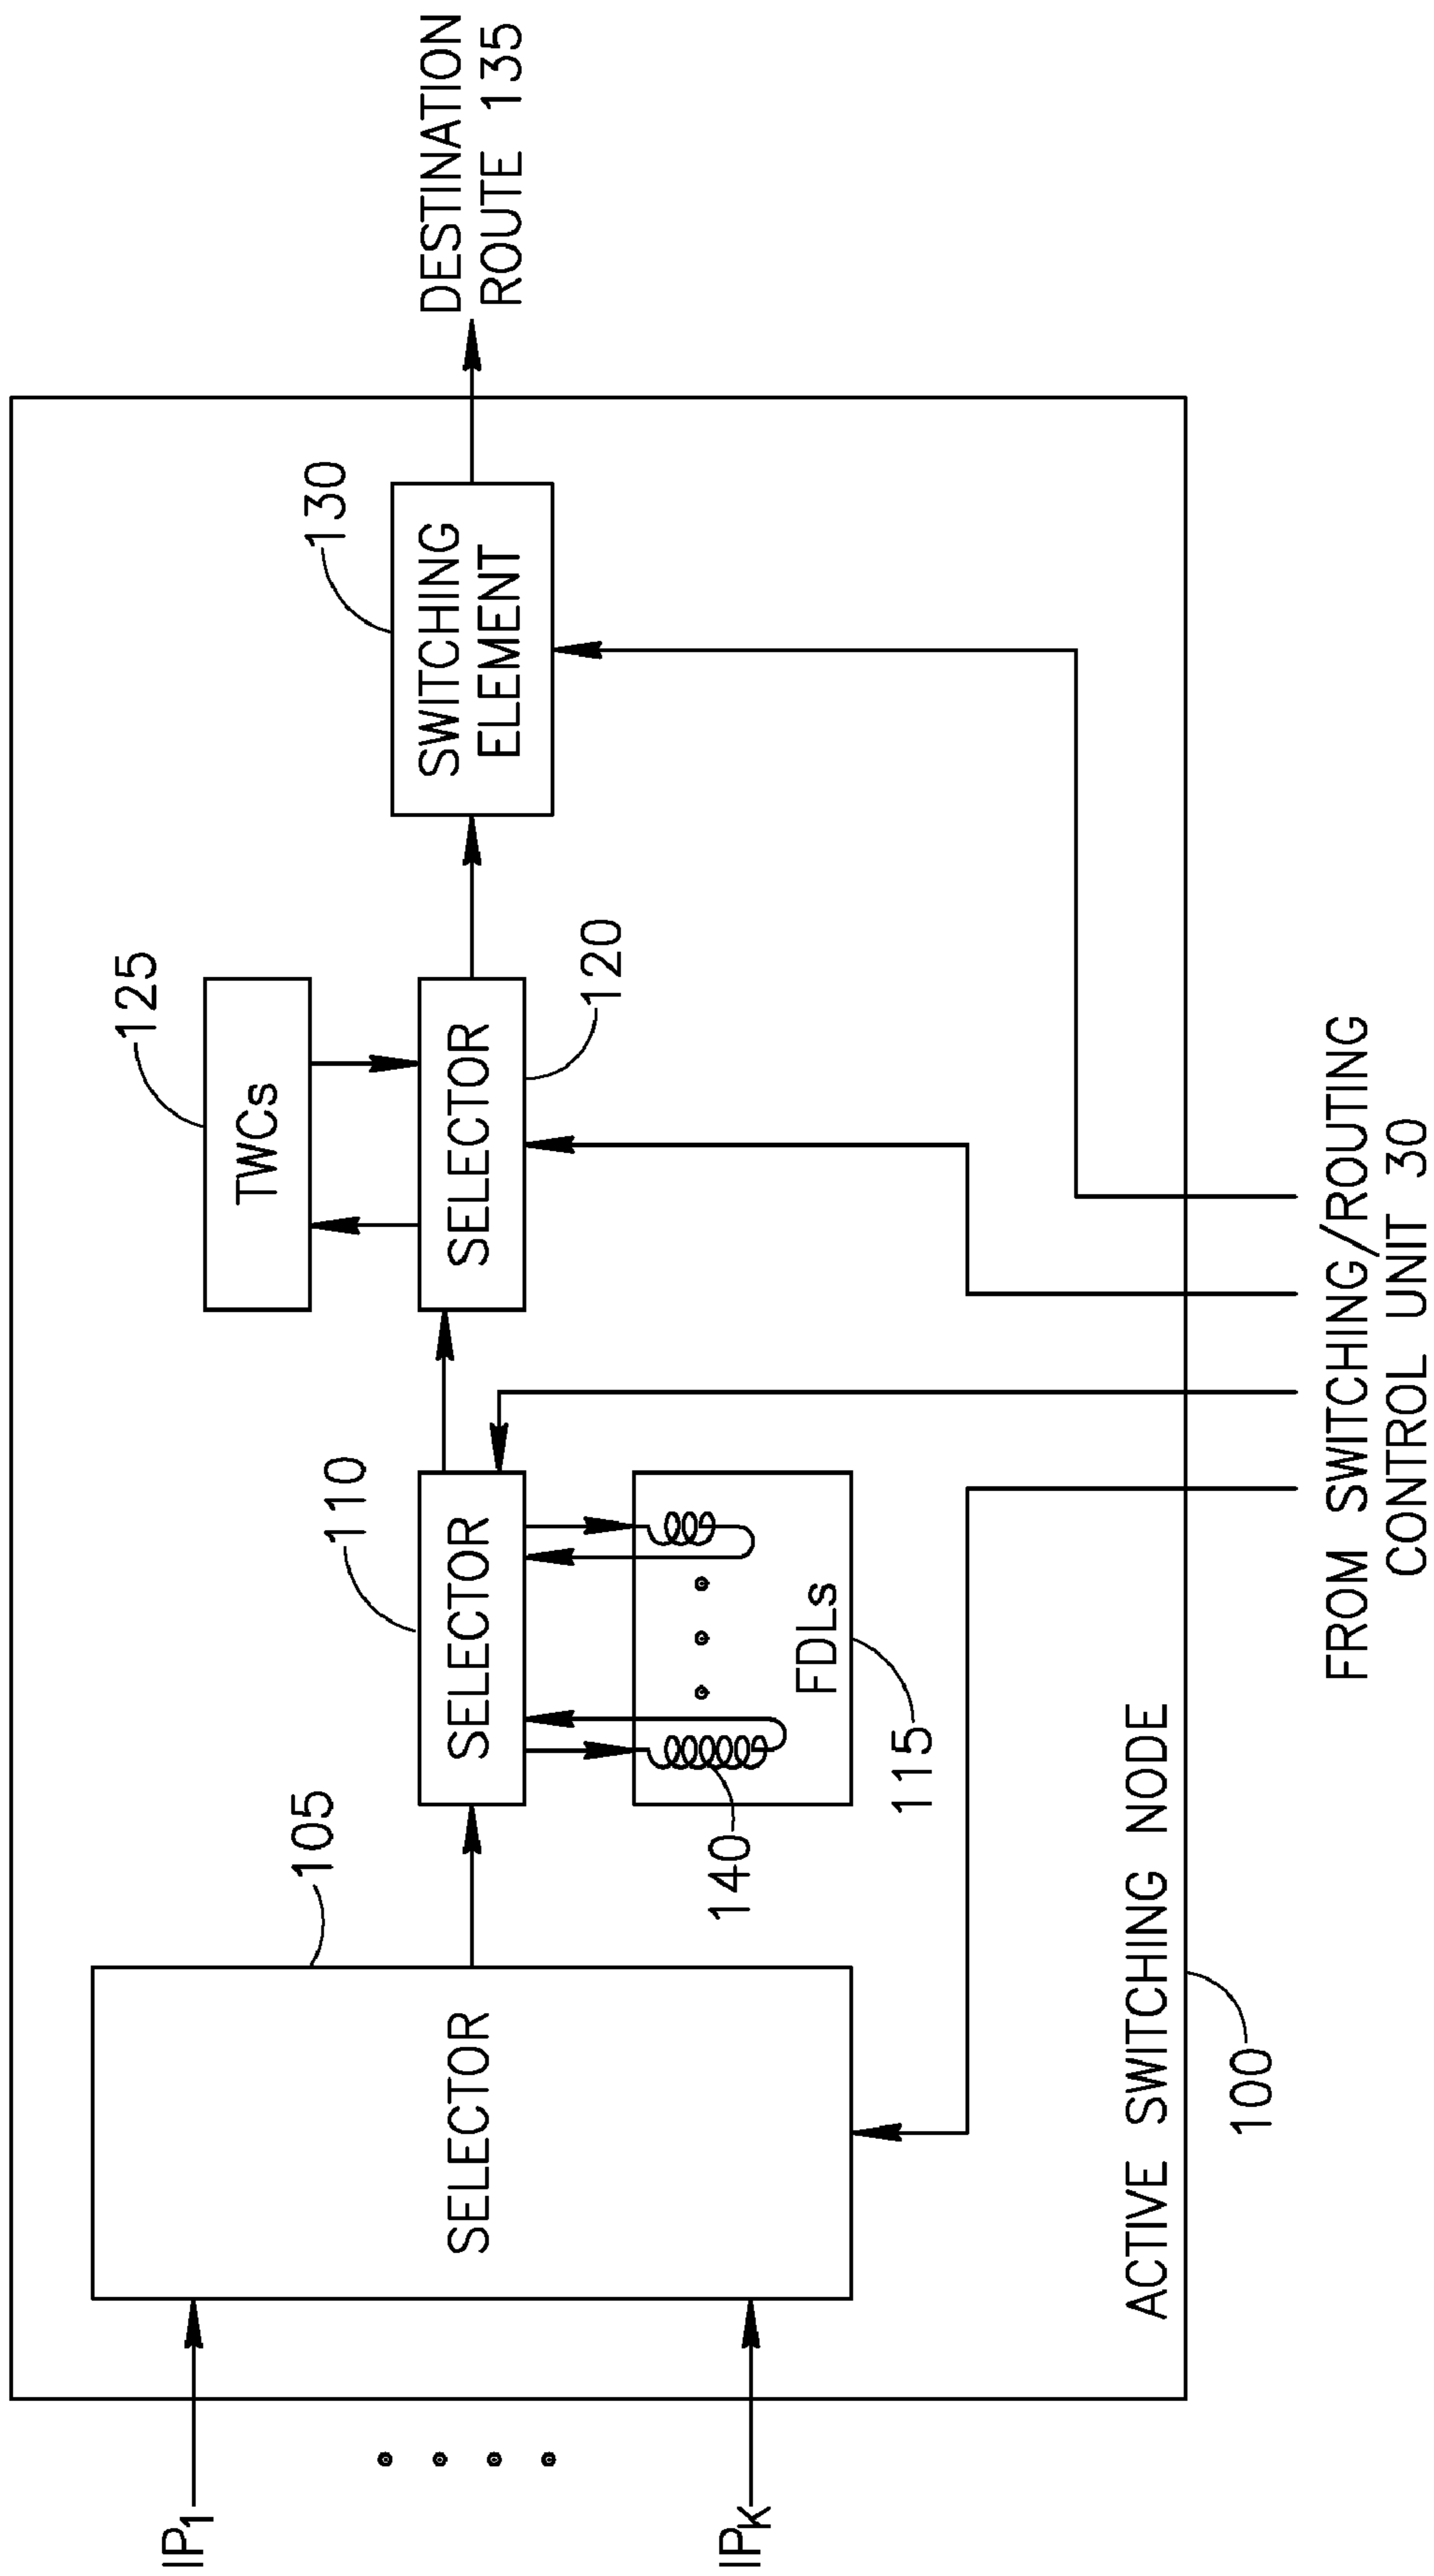 IP1
IPK
SELECTOR
105
SELECTOR
110
140
FDLs
115
TWCs
125
SELECTOR
120
SWITCHING
ELEMENT
130
DESTINATION
ROUTE 135
ACTIVE SWITCHING NODE
100
FROM SWITCHING/ROUTING
CONTROL UNIT 30